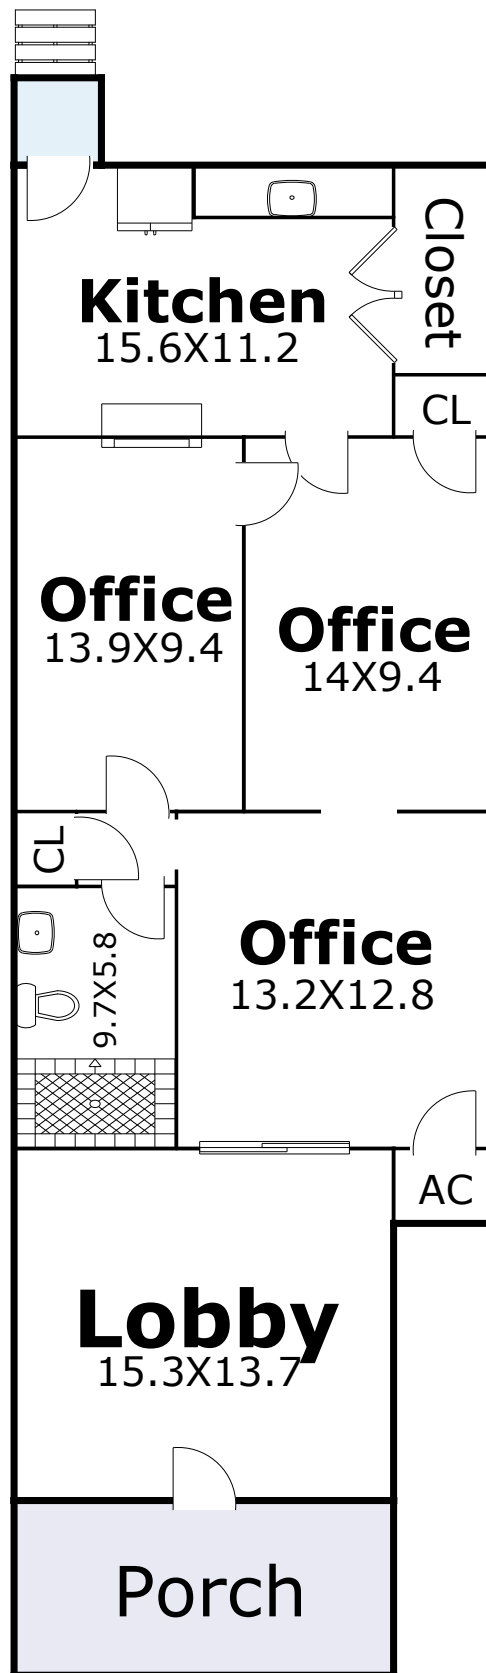 Closet
Kitchen
15.6X11.2
CL
Office
13.9X9.4
Office
14X9.4
CL
Office
13.2X12.8
9.7X5.8
AC
Lobby
15.3X13.7
Porch